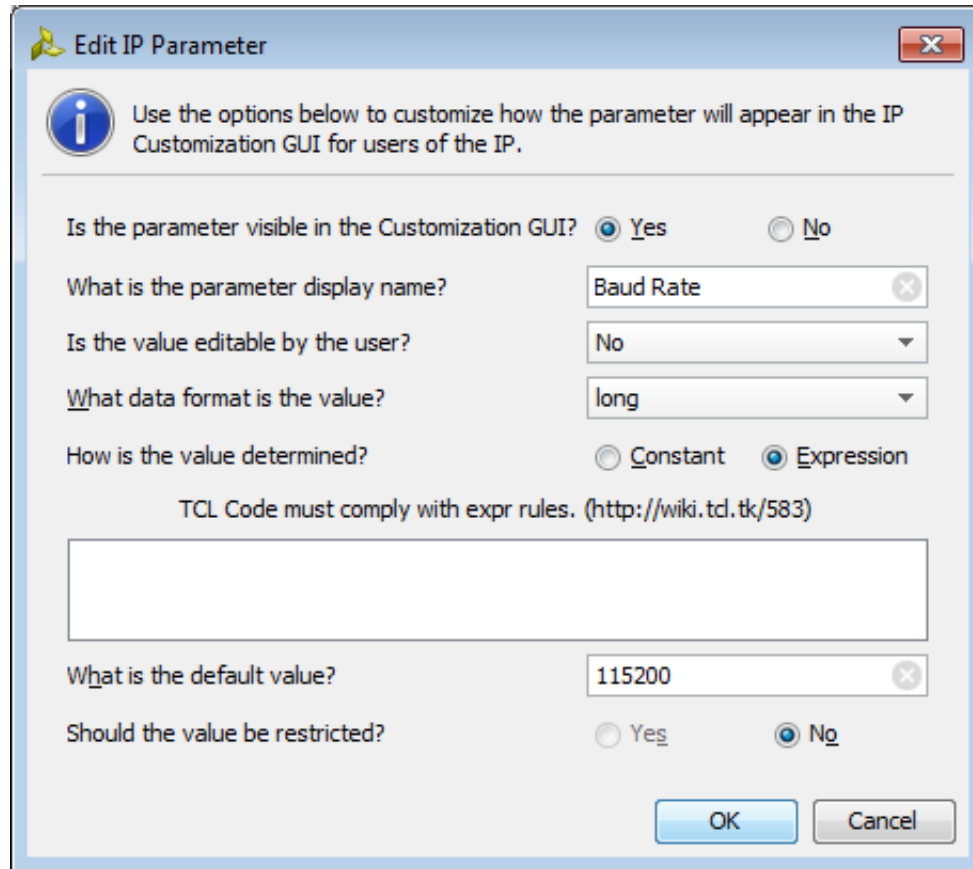 Edit IP Parameter
Use the options below to customize how the parameter will appear in the IP
Customization GUI for users of the IP.
Is the parameter visible in the Customization GUI? Yes No
What is the parameter display name? Baud Rate
Is the value editable by the user? No
What data format is the value? long
How is the value determined? Constant Expression
TCL Code must comply with expr rules. (http://wiki.tcl.tk/583)
What is the default value? 115200
Should the value be restricted? Yes No
OK Cancel